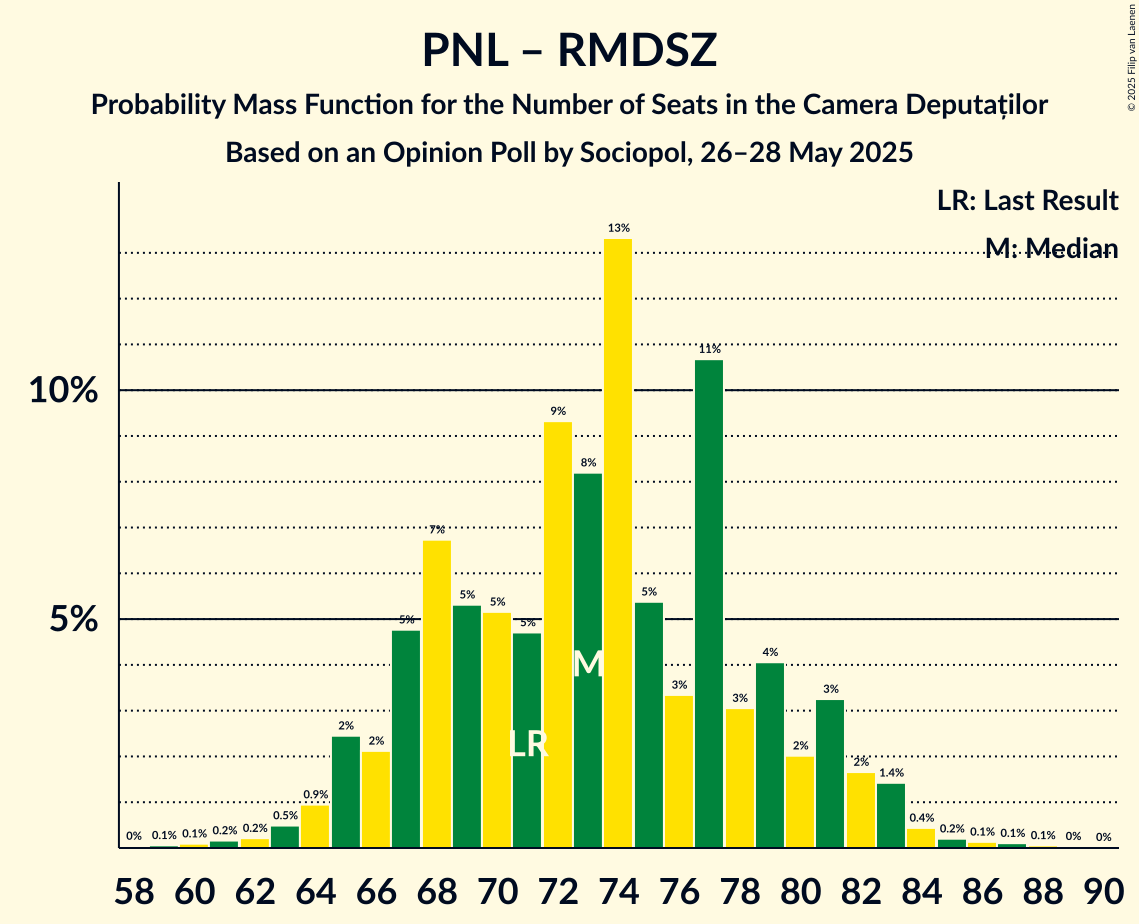 PNL – RMDSZ
Probability Mass Function for the Number of Seats in the Camera Deputaților
Based on an Opinion Poll by Sociopol, 26–28 May 2025
© 2025 Filip van Laenen
LR: Last Result
M: Median
10%
5%
0% 0.1% 0.1% 0.2% 0.2% 0.5% 0.9% 2% 2% 5% 7% 5% 5% 5% 9% 8% 13% 5% 3% 11% 3% 4% 2% 3% 2% 1.4% 0.4% 0.2% 0.1% 0.1% 0.1% 0% 0%
M
LR
58 60 62 64 66 68 70 72 74 76 78 80 82 84 86 88 90